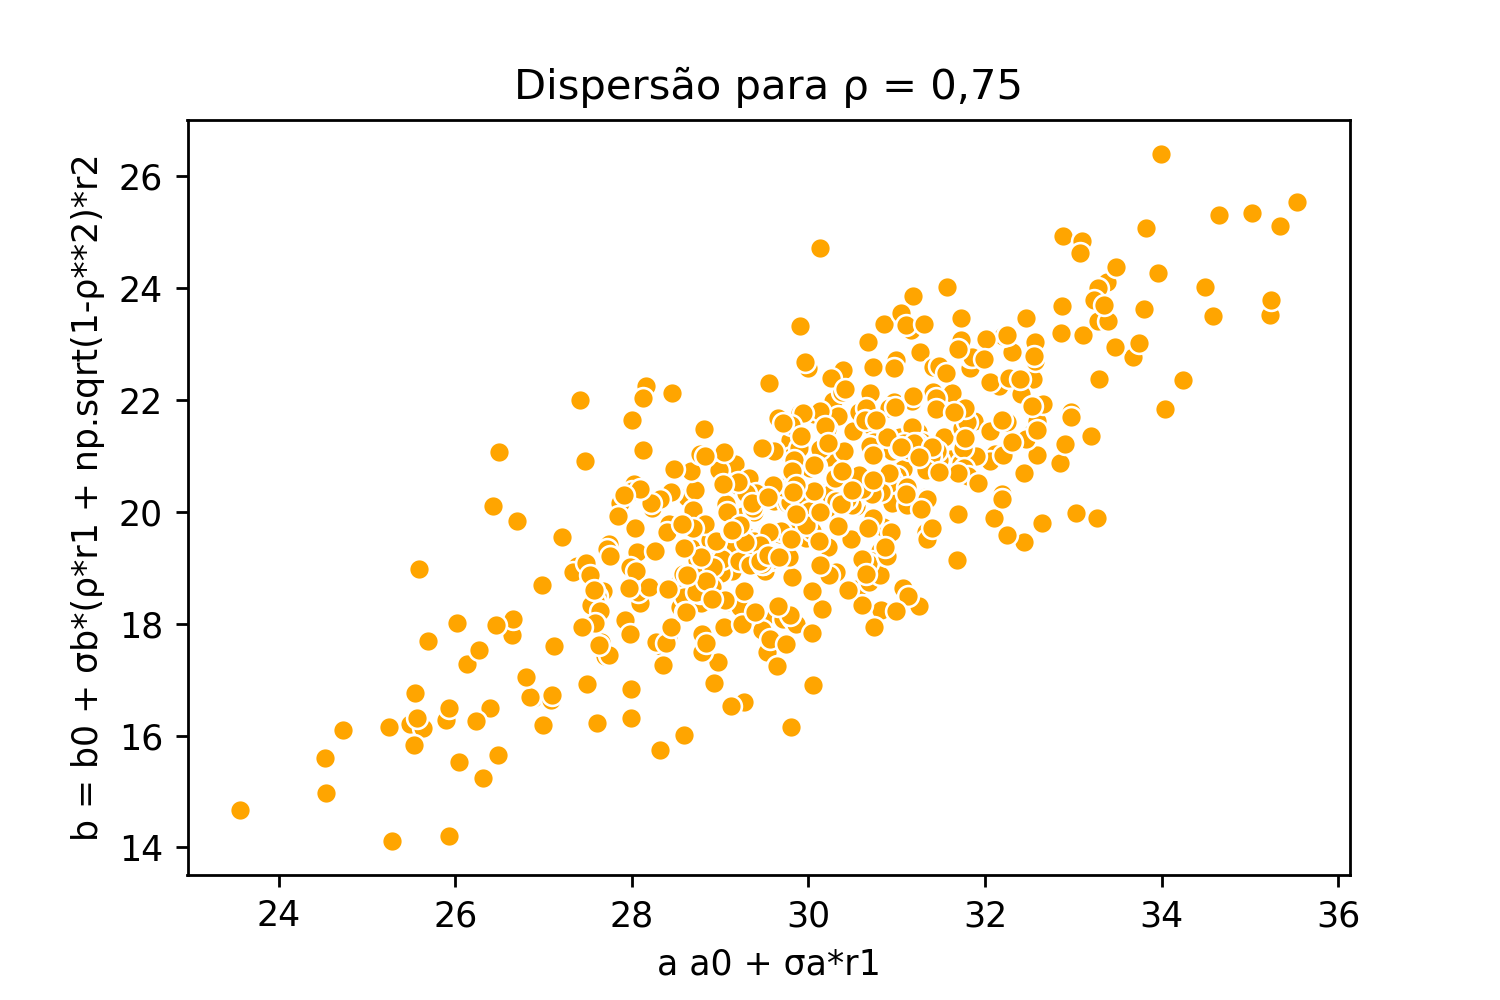 Dispersão para ρ = 0,75
b = b0 + σb*(ρ*r1 + np.sqrt(1-ρ**2)*r2
26
24
22
20
18
16
14
24 26 28 30 32 34 36
a a0 + σa*r1